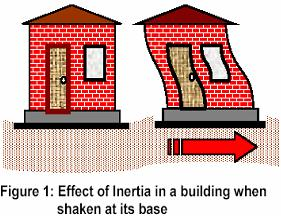 Figure 1: Effect of Inertia in a building when
shaken at its base